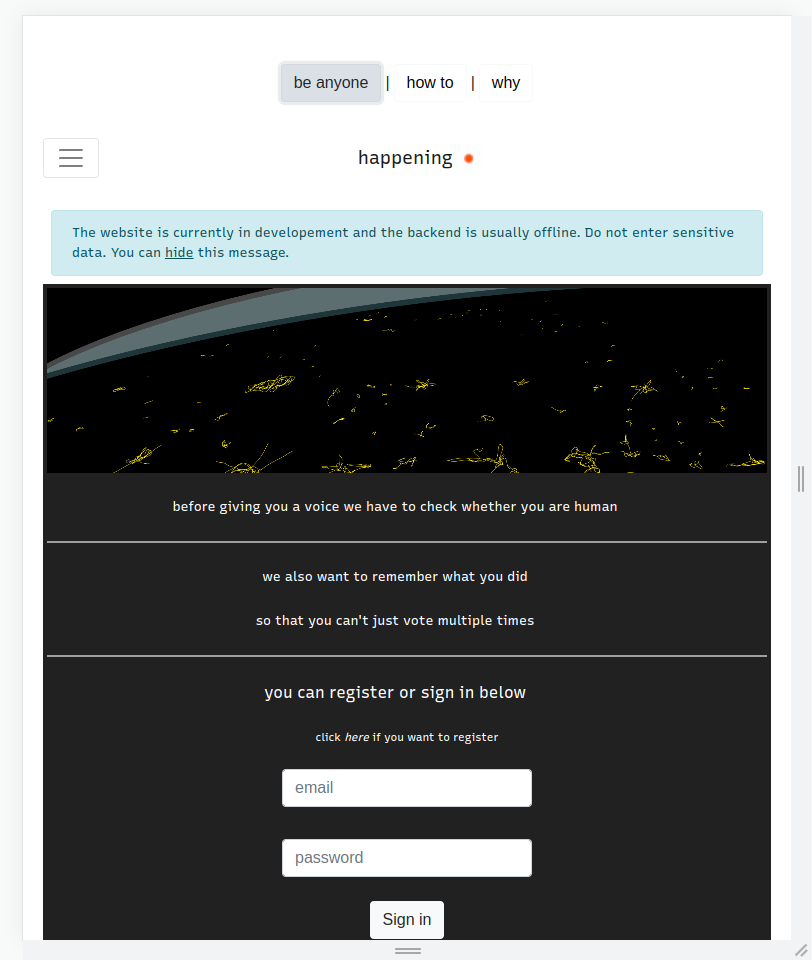 be anyone | how to | why
happening
The website is currently in developement and the backend is usually offline. Do not enter sensitive
data. You can hide this message.
before giving you a voice we have to check whether you are human
we also want to remember what you did
so that you can't just vote multiple times
you can register or sign in below
click here if you want to register
email
password
Sign in